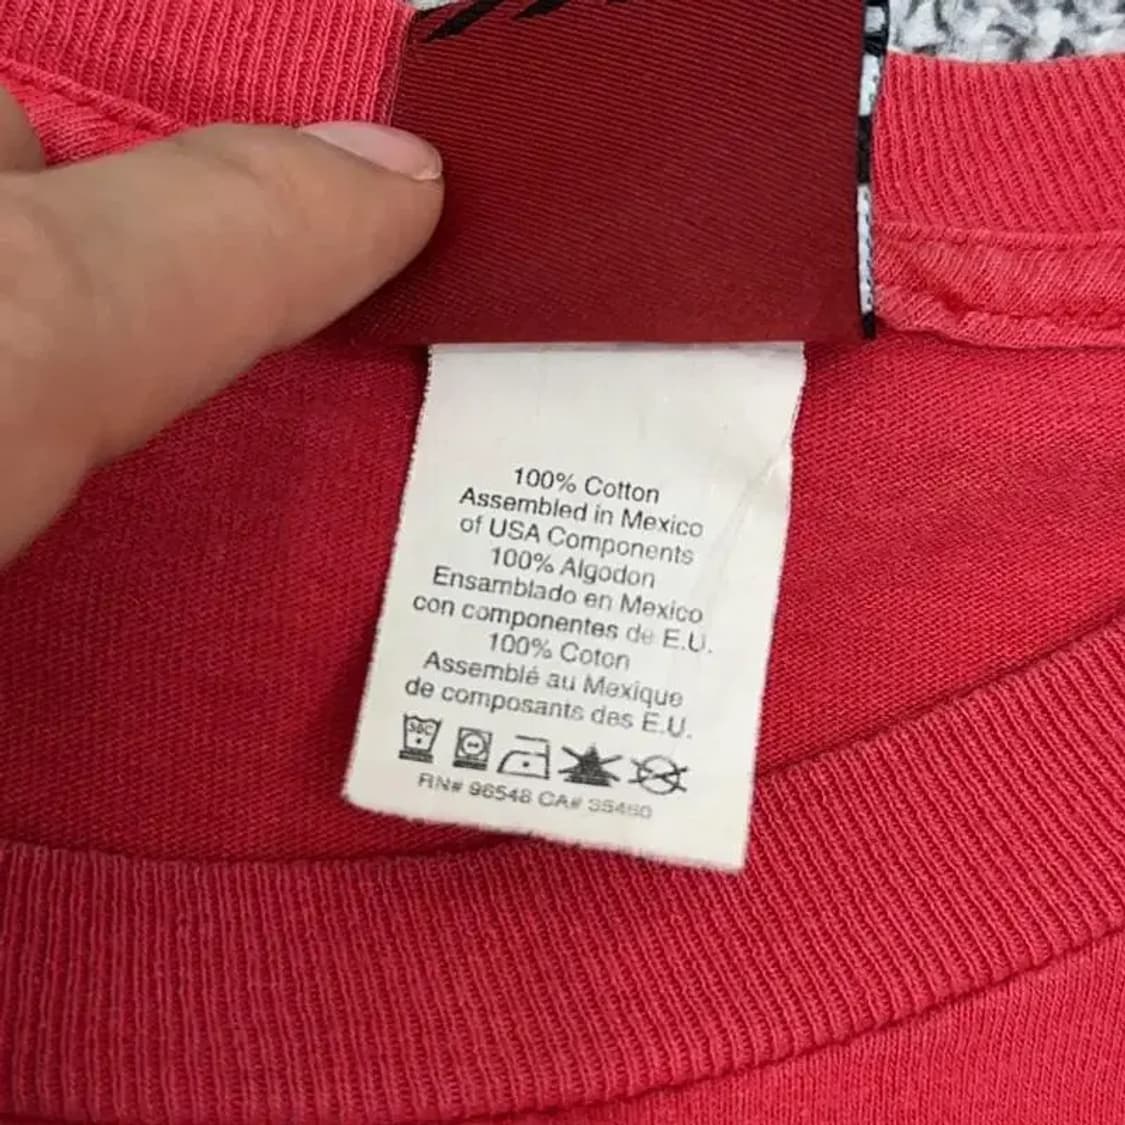 100% Cotton
Assembled in Mexico
of USA Components
100% Algodon
Ensamblado en Mexico
con componentes de E.U.
100% Coton
Assemblé au Mexique
de composants des E.U.
RN# 96548 CA# 35460